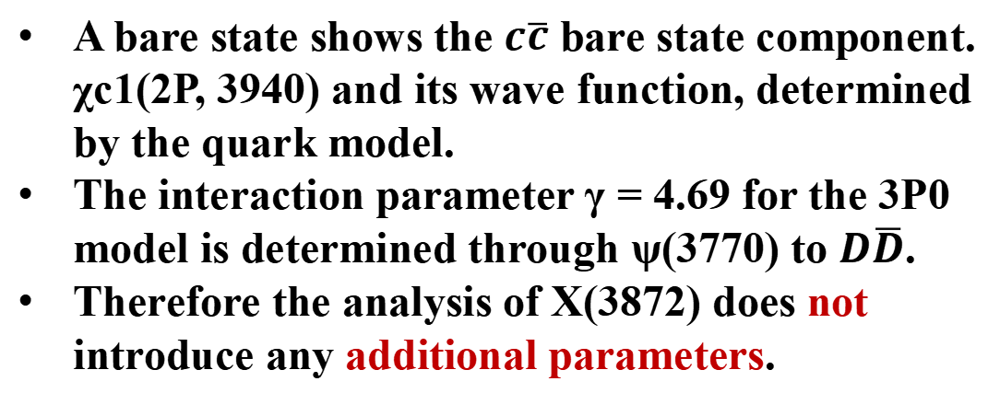 • A bare state shows the 𝒄𝒄̅ bare state component.
χc1(2P, 3940) and its wave function, determined
by the quark model.
• The interaction parameter γ = 4.69 for the 3P0
model is determined through ψ(3770) to 𝑫𝑫̅.
• Therefore the analysis of X(3872) does not
introduce any additional parameters.